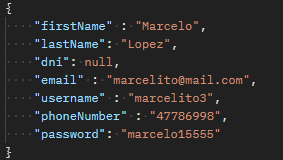 {
"firstName" : "Marcelo",
"lastName": "Lopez",
"dni": null,
"email" : "marcelito@mail.com",
"username" : "marcelito3",
"phoneNumber" : "47786998",
"password": "marcelo15555"
}